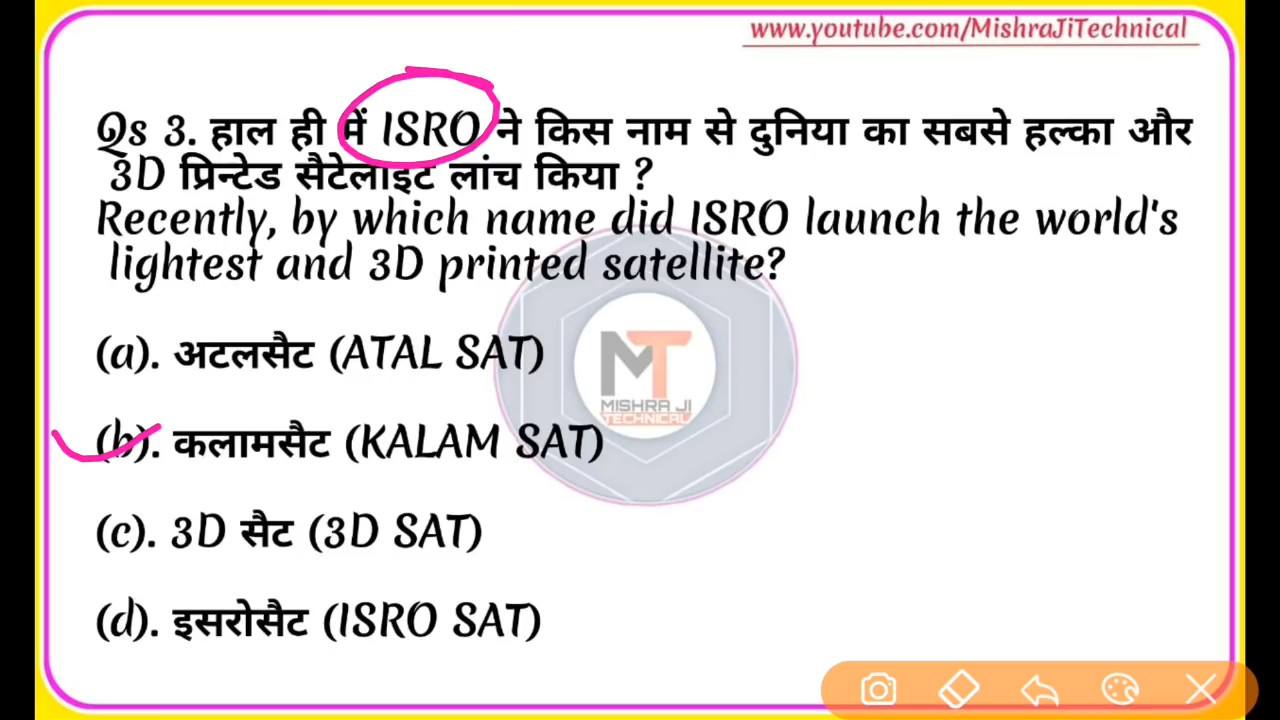 www.youtube.com/MishraJiTechnical
Qs 3. हाल ही में ISRO ने किस नाम से दुनिया का सबसे हल्का और
3D प्रिन्टेड सैटेलाइट लांच किया ?
Recently, by which name did ISRO launch the world's
lightest and 3D printed satellite?
(a). अटलसैट (ATAL SAT)
MT
MISHRA JI
TECHNICAL
(b). कलामसैट (KALAM SAT)
(c). 3D सैट (3D SAT)
(d). इसरोसैट (ISRO SAT)